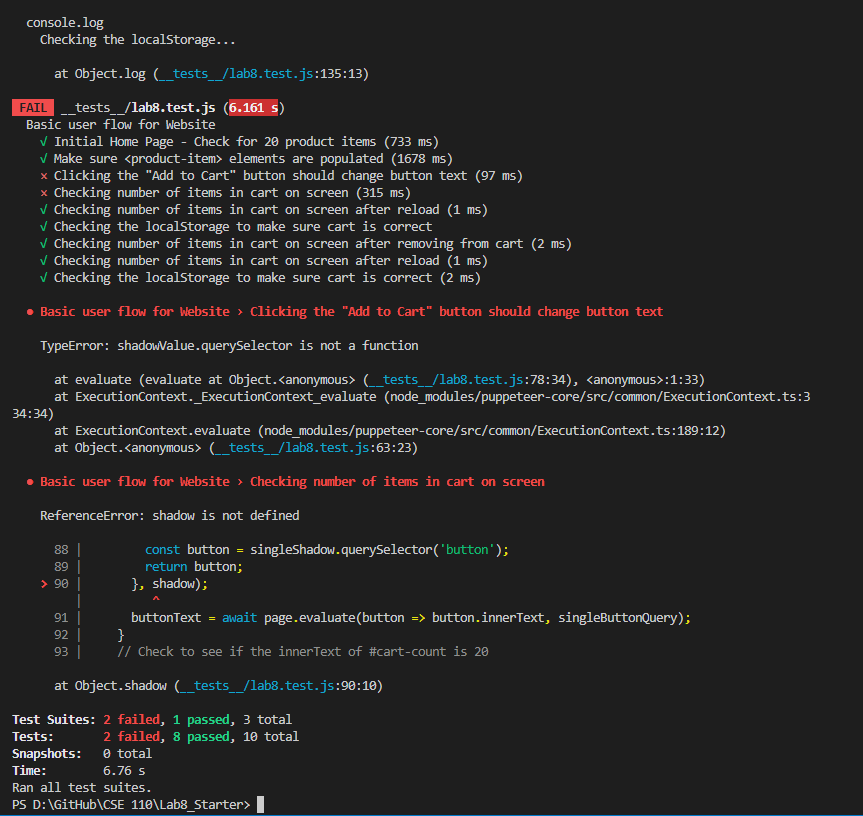 console.log
Checking the localStorage...
at Object.log (__tests__/lab8.test.js:135:13)
FAIL __tests__/lab8.test.js (6.161 s)
Basic user flow for Website
√ Initial Home Page - Check for 20 product items (733 ms)
√ Make sure <product-item> elements are populated (1678 ms)
× Clicking the "Add to Cart" button should change button text (97 ms)
× Checking number of items in cart on screen (315 ms)
√ Checking number of items in cart on screen after reload (1 ms)
√ Checking the localStorage to make sure cart is correct
√ Checking number of items in cart on screen after removing from cart (2 ms)
√ Checking number of items in cart on screen after reload (1 ms)
√ Checking the localStorage to make sure cart is correct (2 ms)
● Basic user flow for Website › Clicking the "Add to Cart" button should change button text
TypeError: shadowValue.querySelector is not a function
at evaluate (evaluate at Object.<anonymous> (__tests__/lab8.test.js:78:34), <anonymous>:1:33)
at ExecutionContext._ExecutionContext_evaluate (node_modules/puppeteer-core/src/common/ExecutionContext.ts:3
34:34)
at ExecutionContext.evaluate (node_modules/puppeteer-core/src/common/ExecutionContext.ts:189:12)
at Object.<anonymous> (__tests__/lab8.test.js:63:23)
● Basic user flow for Website › Checking number of items in cart on screen
ReferenceError: shadow is not defined
88 | const button = singleShadow.querySelector('button');
89 | return button;
> 90 | }, shadow);
| ^
91 | buttonText = await page.evaluate(button => button.innerText, singleButtonQuery);
92 | }
93 | // Check to see if the innerText of #cart-count is 20
at Object.shadow (__tests__/lab8.test.js:90:10)
Test Suites: 2 failed, 1 passed, 3 total
Tests: 2 failed, 8 passed, 10 total
Snapshots: 0 total
Time: 6.76 s
Ran all test suites.
PS D:\GitHub\CSE 110\Lab8_Starter>